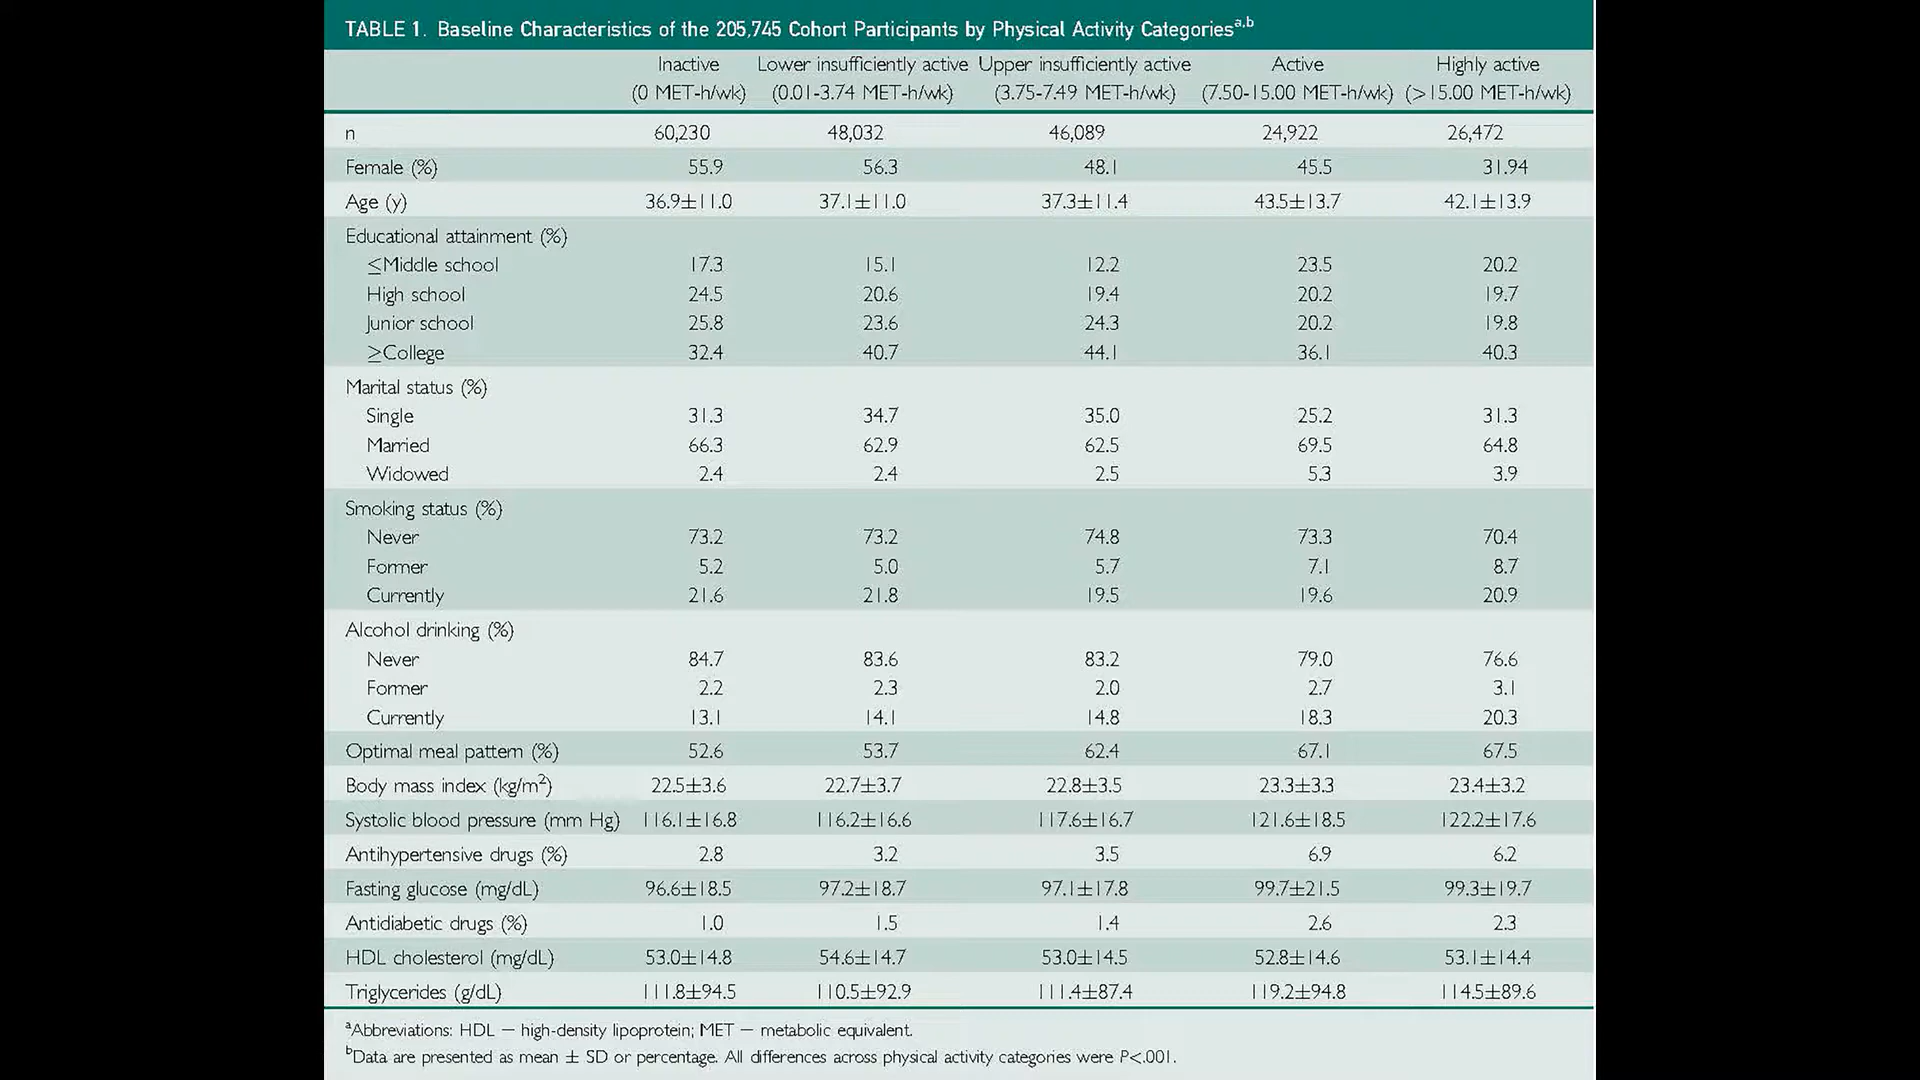 TABLE 1. Baseline Characteristics of the 205,745 Cohort Participants by Physical Activity Categories^a,b
Inactive Lower insufficiently active Upper insufficiently active Active Highly active
(0 MET-h/wk) (0.01-3.74 MET-h/wk) (3.75-7.49 MET-h/wk) (7.50-15.00 MET-h/wk) (>15.00 MET-h/wk)
n 60,230 48,032 46,089 24,922 26,472
Female (%) 55.9 56.3 48.1 45.5 31.94
Age (y) 36.9±11.0 37.1±11.0 37.3±11.4 43.5±13.7 42.1±13.9
Educational attainment (%)
≤Middle school 17.3 15.1 12.2 23.5 20.2
High school 24.5 20.6 19.4 20.2 19.7
Junior school 25.8 23.6 24.3 20.2 19.8
≥College 32.4 40.7 44.1 36.1 40.3
Marital status (%)
Single 31.3 34.7 35.0 25.2 31.3
Married 66.3 62.9 62.5 69.5 64.8
Widowed 2.4 2.4 2.5 5.3 3.9
Smoking status (%)
Never 73.2 73.2 74.8 73.3 70.4
Former 5.2 5.0 5.7 7.1 8.7
Currently 21.6 21.8 19.5 19.6 20.9
Alcohol drinking (%)
Never 84.7 83.6 83.2 79.0 76.6
Former 2.2 2.3 2.0 2.7 3.1
Currently 13.1 14.1 14.8 18.3 20.3
Optimal meal pattern (%) 52.6 53.7 62.4 67.1 67.5
Body mass index (kg/m²) 22.5±3.6 22.7±3.7 22.8±3.5 23.3±3.3 23.4±3.2
Systolic blood pressure (mm Hg) 116.1±16.8 116.2±16.6 117.6±16.7 121.6±18.5 122.2±17.6
Antihypertensive drugs (%) 2.8 3.2 3.5 6.9 6.2
Fasting glucose (mg/dL) 96.6±18.5 97.2±18.7 97.1±17.8 99.7±21.5 99.3±19.7
Antidiabetic drugs (%) 1.0 1.5 1.4 2.6 2.3
HDL cholesterol (mg/dL) 53.0±14.8 54.6±14.7 53.0±14.5 52.8±14.6 53.1±14.4
Triglycerides (g/dL) 111.8±94.5 110.5±92.9 111.4±87.4 119.2±94.8 114.5±89.6
^aAbbreviations: HDL = high-density lipoprotein; MET = metabolic equivalent.
^bData are presented as mean ± SD or percentage. All differences across physical activity categories were P<.001.